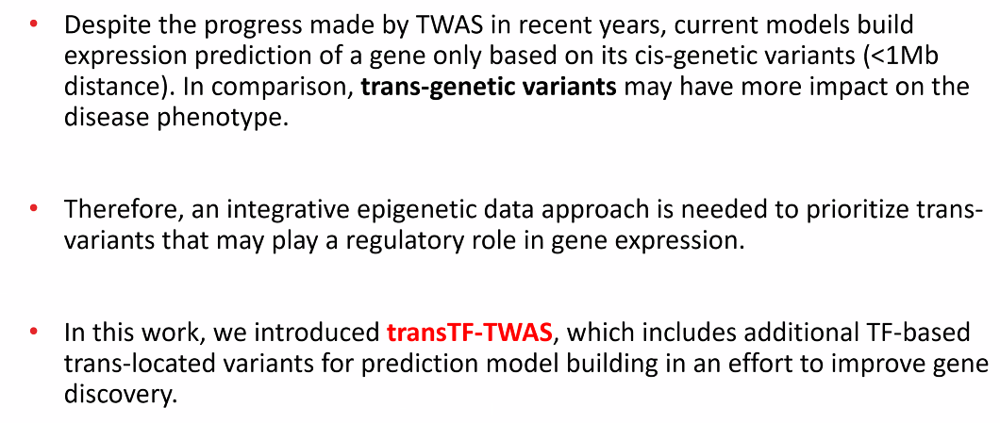 • Despite the progress made by TWAS in recent years, current models build
expression prediction of a gene only based on its cis-genetic variants (<1Mb
distance). In comparison, trans-genetic variants may have more impact on the
disease phenotype.
• Therefore, an integrative epigenetic data approach is needed to prioritize trans-
variants that may play a regulatory role in gene expression.
• In this work, we introduced transTF-TWAS, which includes additional TF-based
trans-located variants for prediction model building in an effort to improve gene
discovery.